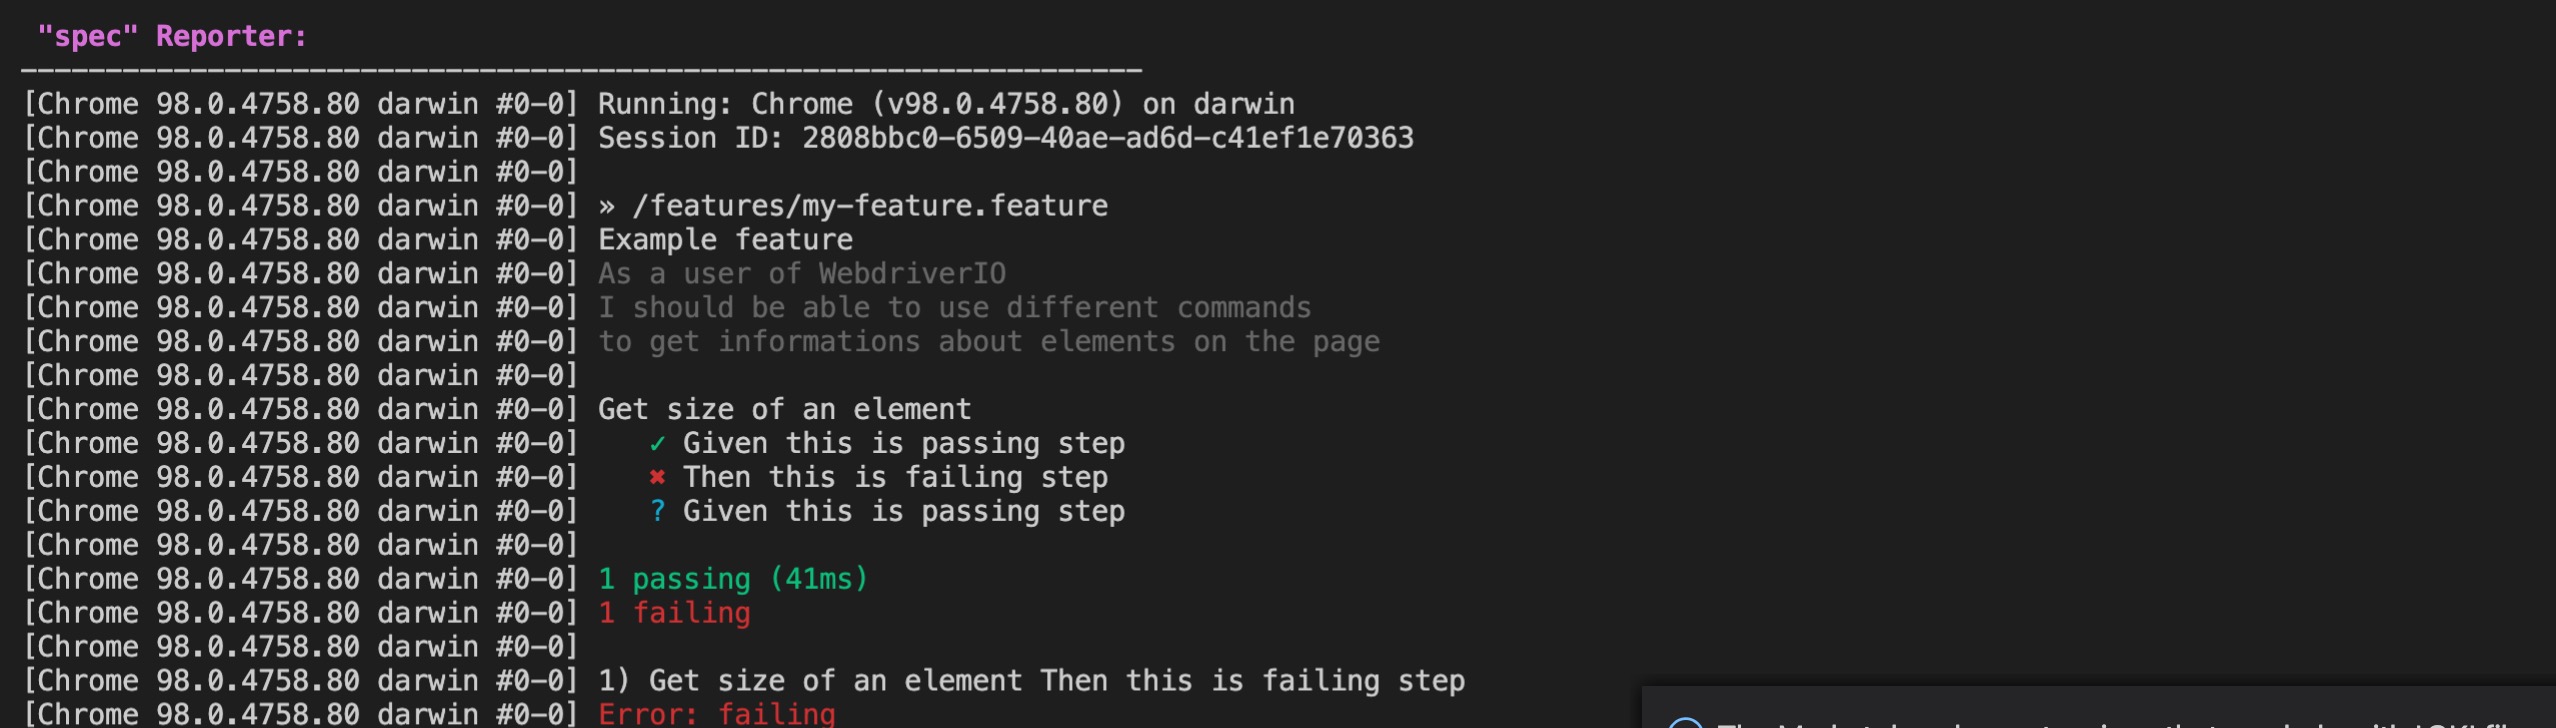 "spec" Reporter:
------------------------------------------------------------------
[Chrome 98.0.4758.80 darwin #0-0] Running: Chrome (v98.0.4758.80) on darwin
[Chrome 98.0.4758.80 darwin #0-0] Session ID: 2808bbc0-6509-40ae-ad6d-c41ef1e70363
[Chrome 98.0.4758.80 darwin #0-0]
[Chrome 98.0.4758.80 darwin #0-0] » /features/my-feature.feature
[Chrome 98.0.4758.80 darwin #0-0] Example feature
[Chrome 98.0.4758.80 darwin #0-0] As a user of WebdriverIO
[Chrome 98.0.4758.80 darwin #0-0] I should be able to use different commands
[Chrome 98.0.4758.80 darwin #0-0] to get informations about elements on the page
[Chrome 98.0.4758.80 darwin #0-0]
[Chrome 98.0.4758.80 darwin #0-0] Get size of an element
[Chrome 98.0.4758.80 darwin #0-0]    ✓ Given this is passing step
[Chrome 98.0.4758.80 darwin #0-0]    ✖ Then this is failing step
[Chrome 98.0.4758.80 darwin #0-0]    ? Given this is passing step
[Chrome 98.0.4758.80 darwin #0-0]
[Chrome 98.0.4758.80 darwin #0-0] 1 passing (41ms)
[Chrome 98.0.4758.80 darwin #0-0] 1 failing
[Chrome 98.0.4758.80 darwin #0-0]
[Chrome 98.0.4758.80 darwin #0-0] 1) Get size of an element Then this is failing step
[Chrome 98.0.4758.80 darwin #0-0] Error: failing